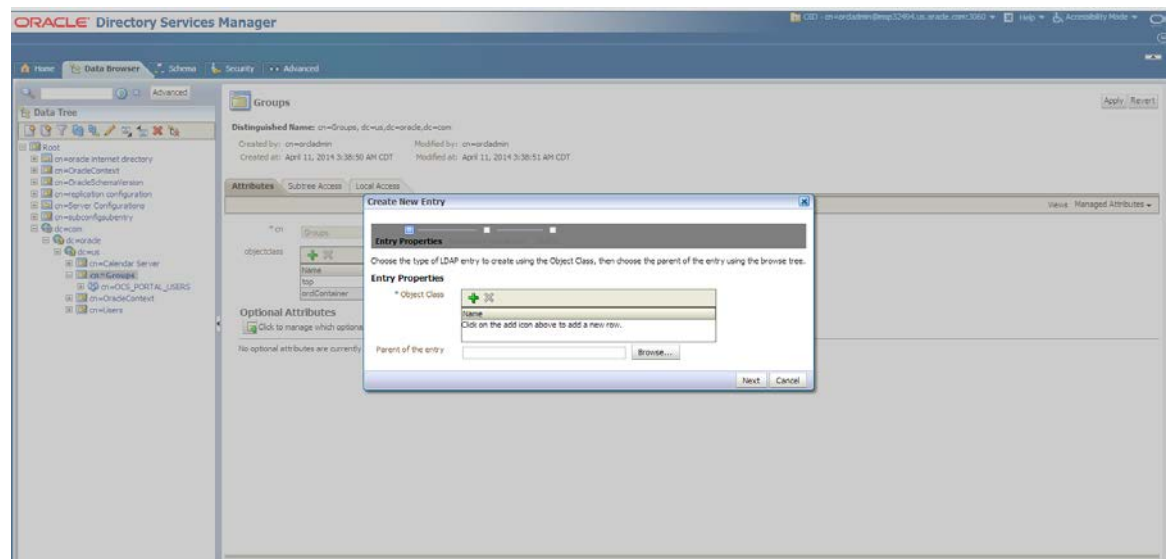 ORACLE Directory Services Manager
OID - cn=orcladmin@ Help Accessibility Mode
Home Data Browser Schema Security Advanced
Advanced
Data Tree
Root
cn=oracle internet directory
cn=OracleContext
cn=OracleSchemaVersion
cn=replication configuration
cn=Server Configurations
cn=subconfigsubentry
dc=com
dc=oracle
dc=us
cn=Calendar Server
cn=Groups
cn=OCS_PORTAL_USERS
cn=OracleContext
cn=Users
Groups
Apply Revert
Distinguished Name: cn=Groups, dc=us,dc=oracle,dc=com
Created by: cn=orcladmin Modified by: cn=orcladmin
Created at: April 11, 2014 3:38:50 AM CDT Modified at: April 11, 2014 3:38:51 AM CDT
Attributes Subtree Access Local Access
Views Managed Attributes
* cn Groups
objectclass
Name
top
orclContainer
Optional Attributes
Click to manage which optiona
No optional attributes are currently
Create New Entry
Entry Properties
Choose the type of LDAP entry to create using the Object Class, then choose the parent of the entry using the browse tree.
Entry Properties
* Object Class
Name
Click on the add icon above to add a new row.
Parent of the entry Browse...
Next Cancel